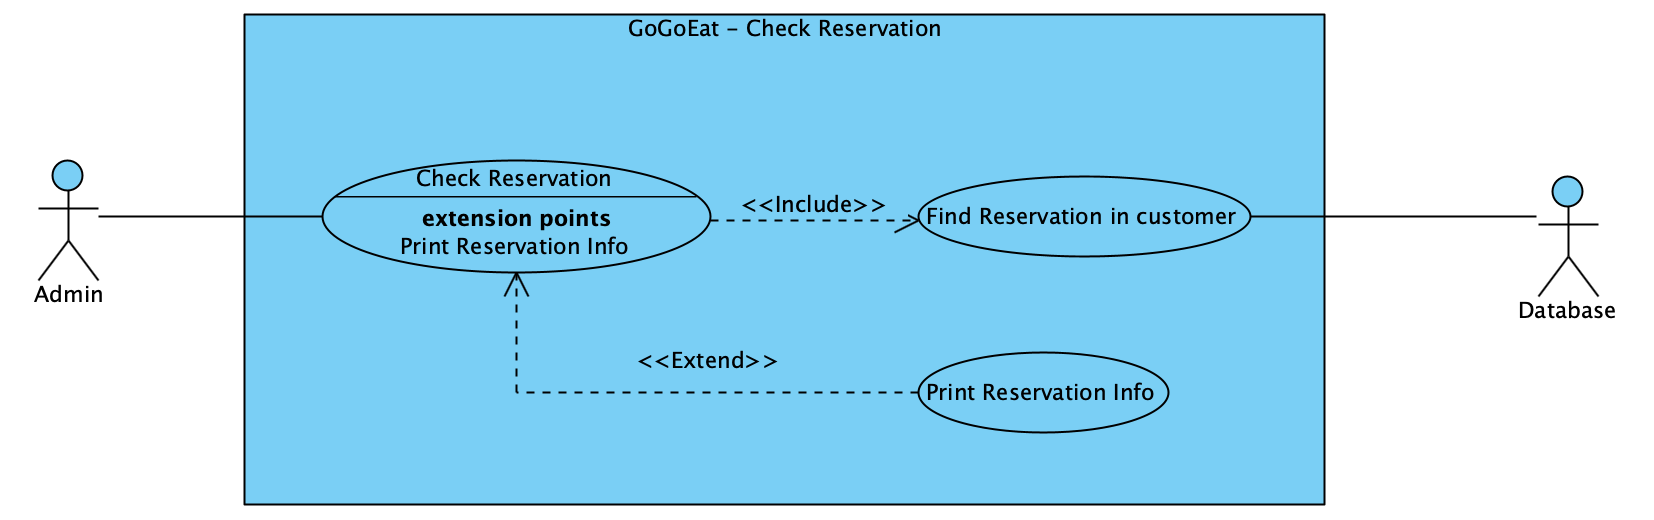 GoGoEat – Check Reservation
Check Reservation
extension points
Print Reservation Info
<<Include>>
Find Reservation in customer
Admin
Database
<<Extend>>
Print Reservation Info